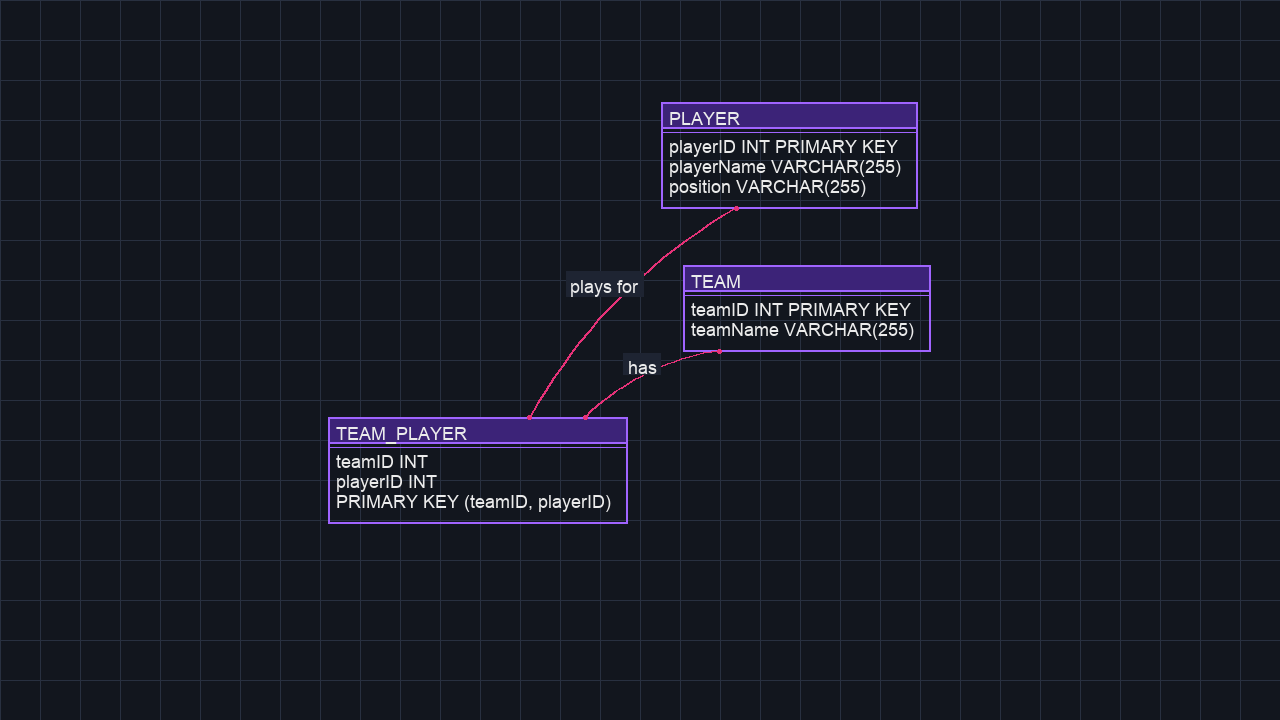 PLAYER
playerID INT PRIMARY KEY
playerName VARCHAR(255)
position VARCHAR(255)
plays for
TEAM
teamID INT PRIMARY KEY
teamName VARCHAR(255)
has
TEAM_PLAYER
teamID INT
playerID INT
PRIMARY KEY (teamID, playerID)